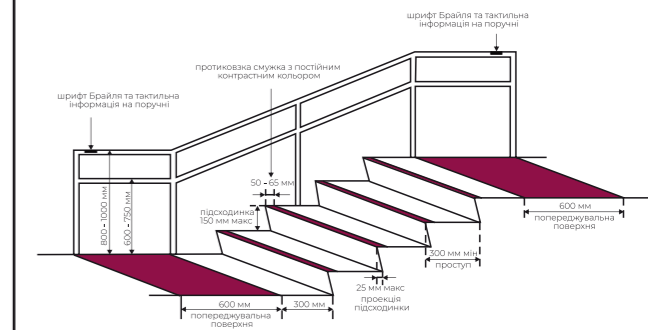 шрифт Брайля та тактильна
інформація на поручні
протиковзка смужка з постійним
контрастним кольором
шрифт Брайля та тактильна
інформація на поручні
50 - 65 мм
підсходинка
150 мм макс
800 - 1000 мм
600 - 750 мм
600 мм
попереджувальна
поверхня
300 мм мін
проступ
25 мм макс
проекція
підсходинки
600 мм
попереджувальна
поверхня
300 мм